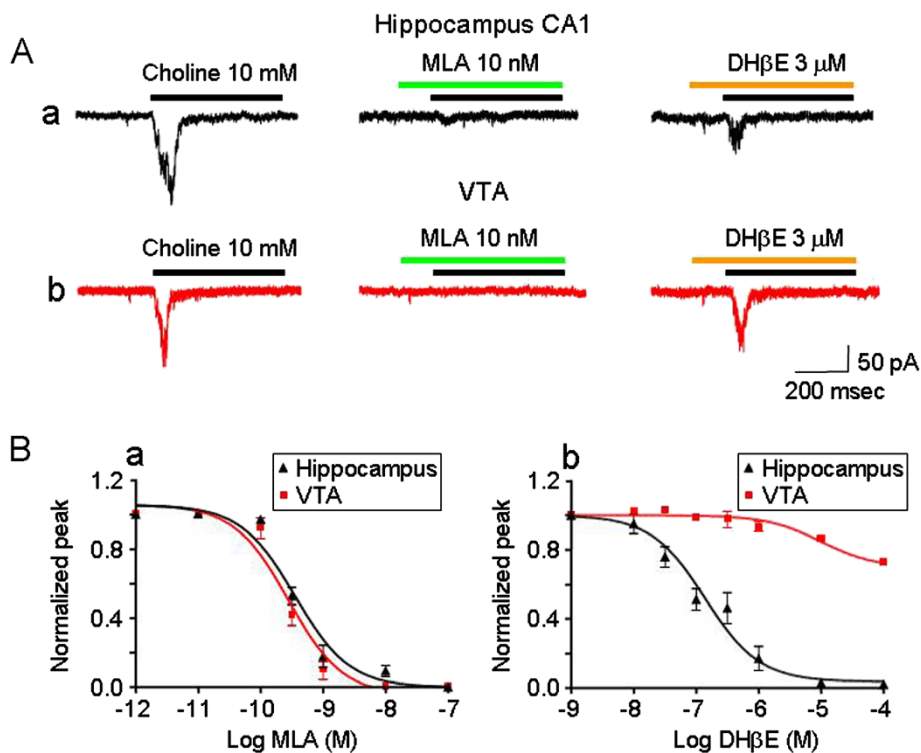 Hippocampus CA1
A
Choline 10 mM
MLA 10 nM
DHβE 3 μM
a
VTA
Choline 10 mM
MLA 10 nM
DHβE 3 μM
b
50 pA
200 msec
B
a
Hippocampus
VTA
1.2
0.8
0.4
0.0
Normalized peak
-12 -11 -10 -9 -8 -7
Log MLA (M)
b
Hippocampus
VTA
1.2
0.8
0.4
0.0
Normalized peak
-9 -8 -7 -6 -5 -4
Log DHβE (M)